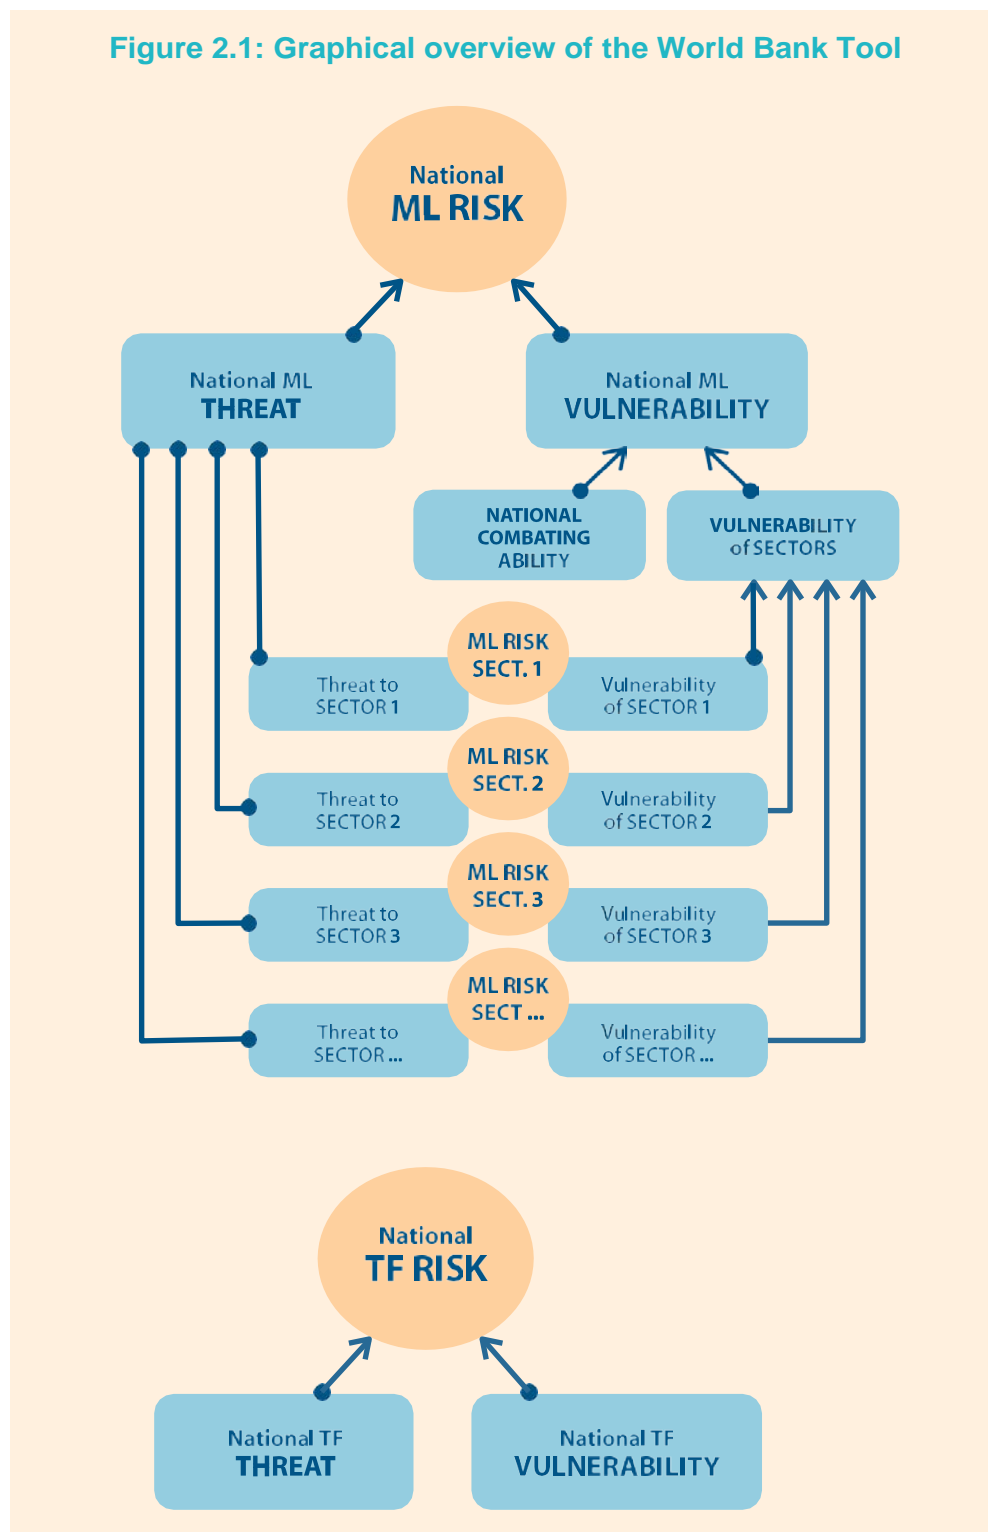 Figure 2.1: Graphical overview of the World Bank Tool
National
ML RISK
National ML
THREAT
National ML
VULNERABILITY
NATIONAL
COMBATING
ABILITY
VULNERABILITY
of SECTORS
ML RISK
SECT. 1
Threat to
SECTOR 1
Vulnerability
of SECTOR 1
ML RISK
SECT. 2
Threat to
SECTOR 2
Vulnerability
of SECTOR 2
ML RISK
SECT. 3
Threat to
SECTOR 3
Vulnerability
of SECTOR 3
ML RISK
SECT ...
Threat to
SECTOR ...
Vulnerability
of SECTOR ...
National
TF RISK
National TF
THREAT
National TF
VULNERABILITY